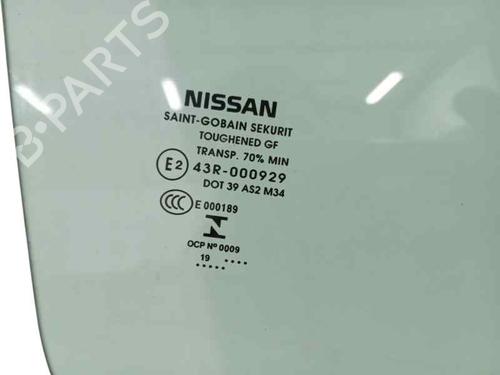 NISSAN
SAINT-GOBAIN SEKURIT
TOUGHENED GF
TRANSP. 70% MIN
E2 43R-000929
DOT 39 AS2 M34
CCC E 000189
N
OCP Nº 0009
19